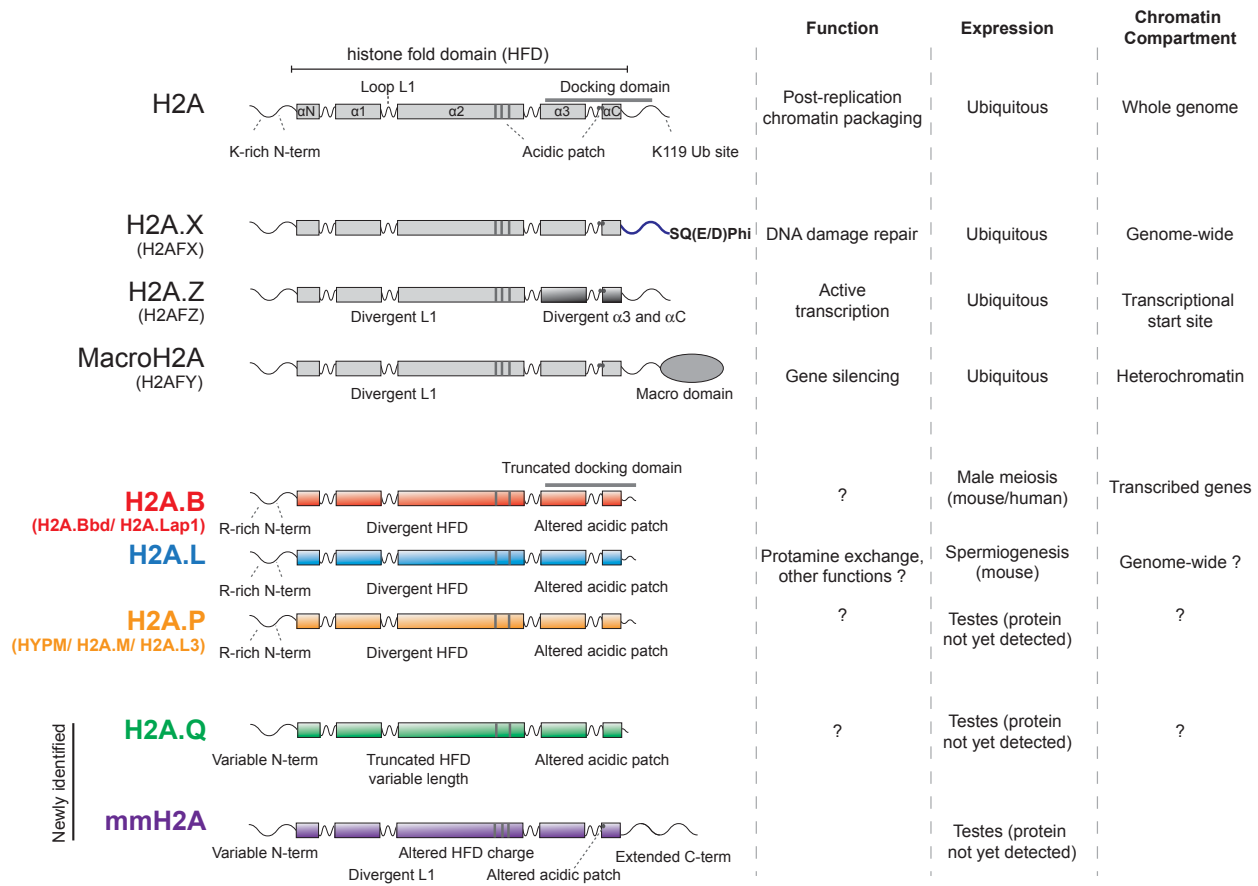 Function
Expression
Chromatin
Compartment
histone fold domain (HFD)
Loop L1
Docking domain
H2A
αN
α1
α2
α3
αC
K-rich N-term
Acidic patch
K119 Ub site
Post-replication
chromatin packaging
Ubiquitous
Whole genome
H2A.X
(H2AFX)
SQ(E/D)Phi
DNA damage repair
Ubiquitous
Genome-wide
H2A.Z
(H2AFZ)
Divergent L1
Divergent α3 and αC
Active
transcription
Ubiquitous
Transcriptional
start site
MacroH2A
(H2AFY)
Divergent L1
Macro domain
Gene silencing
Ubiquitous
Heterochromatin
Truncated docking domain
H2A.B
(H2A.Bbd/ H2A.Lap1)
R-rich N-term
Divergent HFD
Altered acidic patch
?
Male meiosis
(mouse/human)
Transcribed genes
H2A.L
R-rich N-term
Divergent HFD
Altered acidic patch
Protamine exchange,
other functions ?
Spermiogenesis
(mouse)
Genome-wide ?
H2A.P
(HYPM/ H2A.M/ H2A.L3)
R-rich N-term
Divergent HFD
Altered acidic patch
?
Testes (protein
not yet detected)
?
Newly identified
H2A.Q
Variable N-term
Truncated HFD
variable length
Altered acidic patch
?
Testes (protein
not yet detected)
?
mmH2A
Variable N-term
Altered HFD charge
Divergent L1
Altered acidic patch
Extended C-term
Testes (protein
not yet detected)